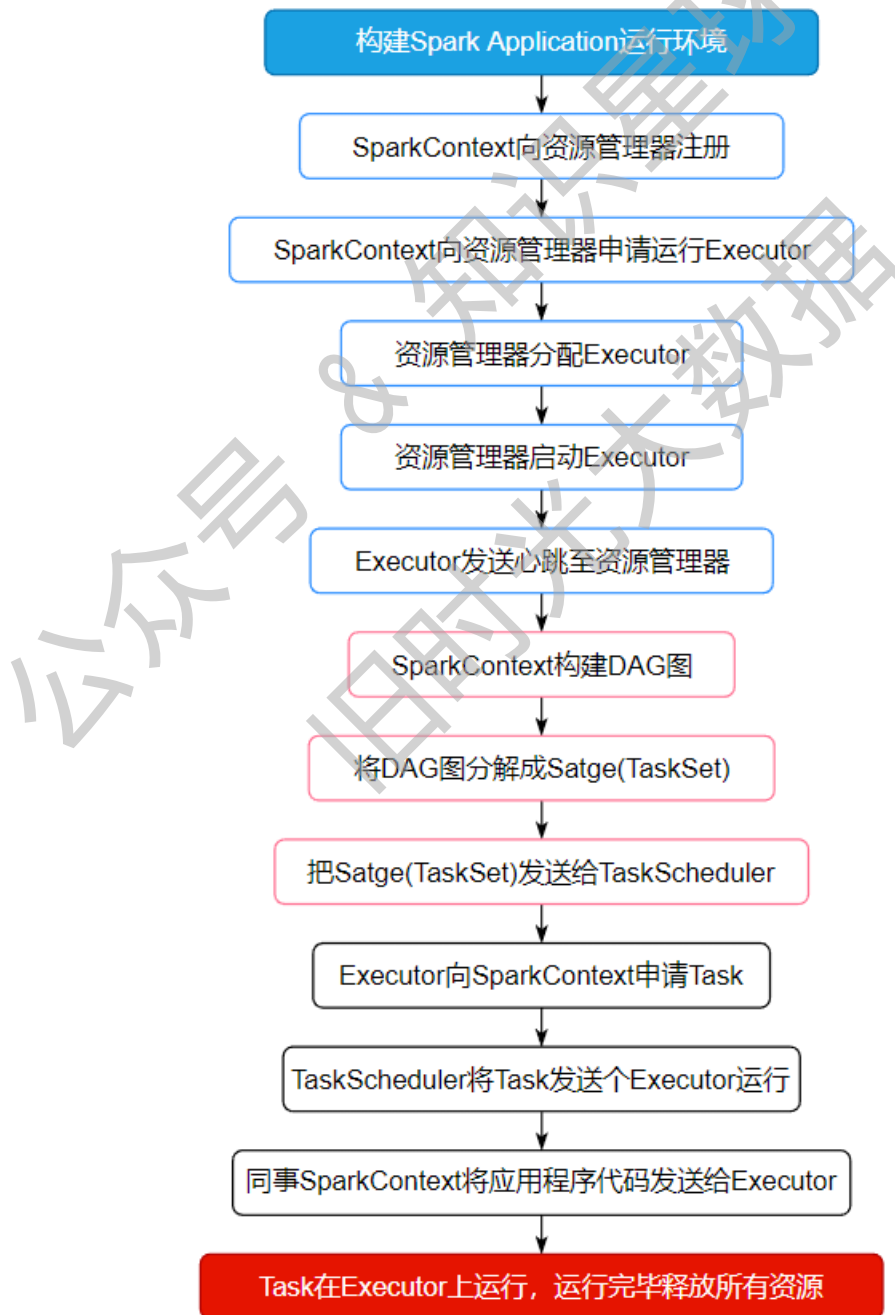 构建Spark Application运行环境
SparkContext向资源管理器注册
SparkContext向资源管理器申请运行Executor
资源管理器分配Executor
资源管理器启动Executor
Executor发送心跳至资源管理器
SparkContext构建DAG图
将DAG图分解成Satge(TaskSet)
把Satge(TaskSet)发送给TaskScheduler
Executor向SparkContext申请Task
TaskScheduler将Task发送个Executor运行
同事SparkContext将应用程序代码发送给Executor
Task在Executor上运行，运行完毕释放所有资源
公众号 & 知识星球
旧时光大数据